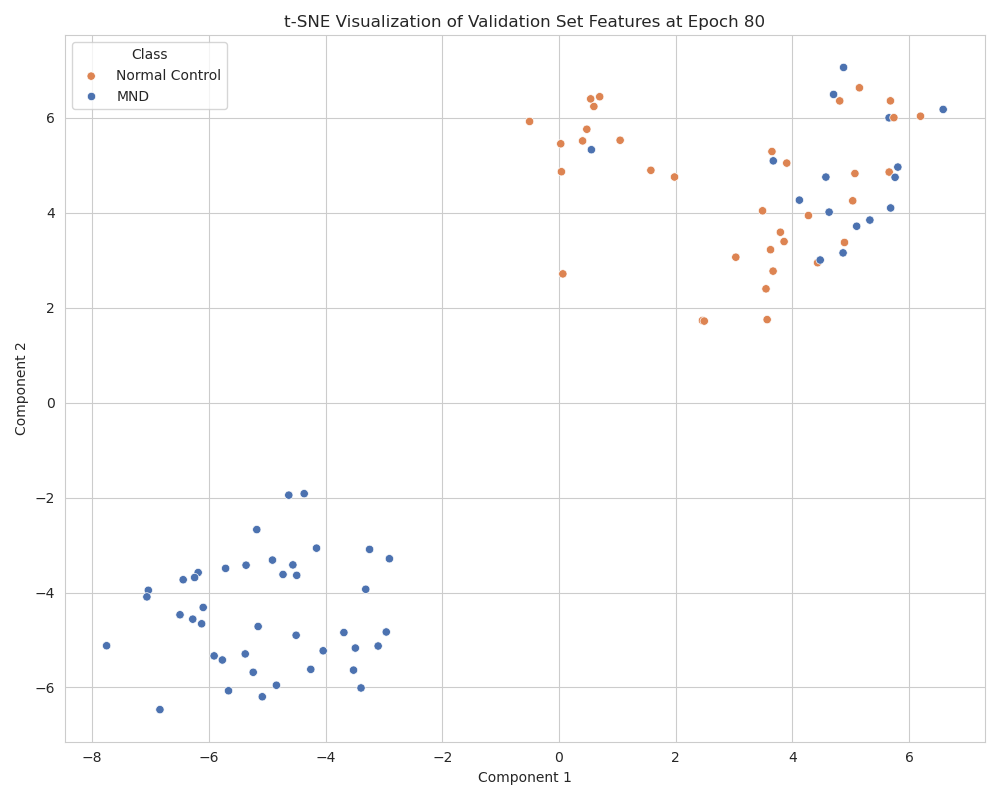 t-SNE Visualization of Validation Set Features at Epoch 80
Class
Normal Control
MND
6
4
2
0
−2
−4
−6
Component 2
−8
−6
−4
−2
0
2
4
6
Component 1